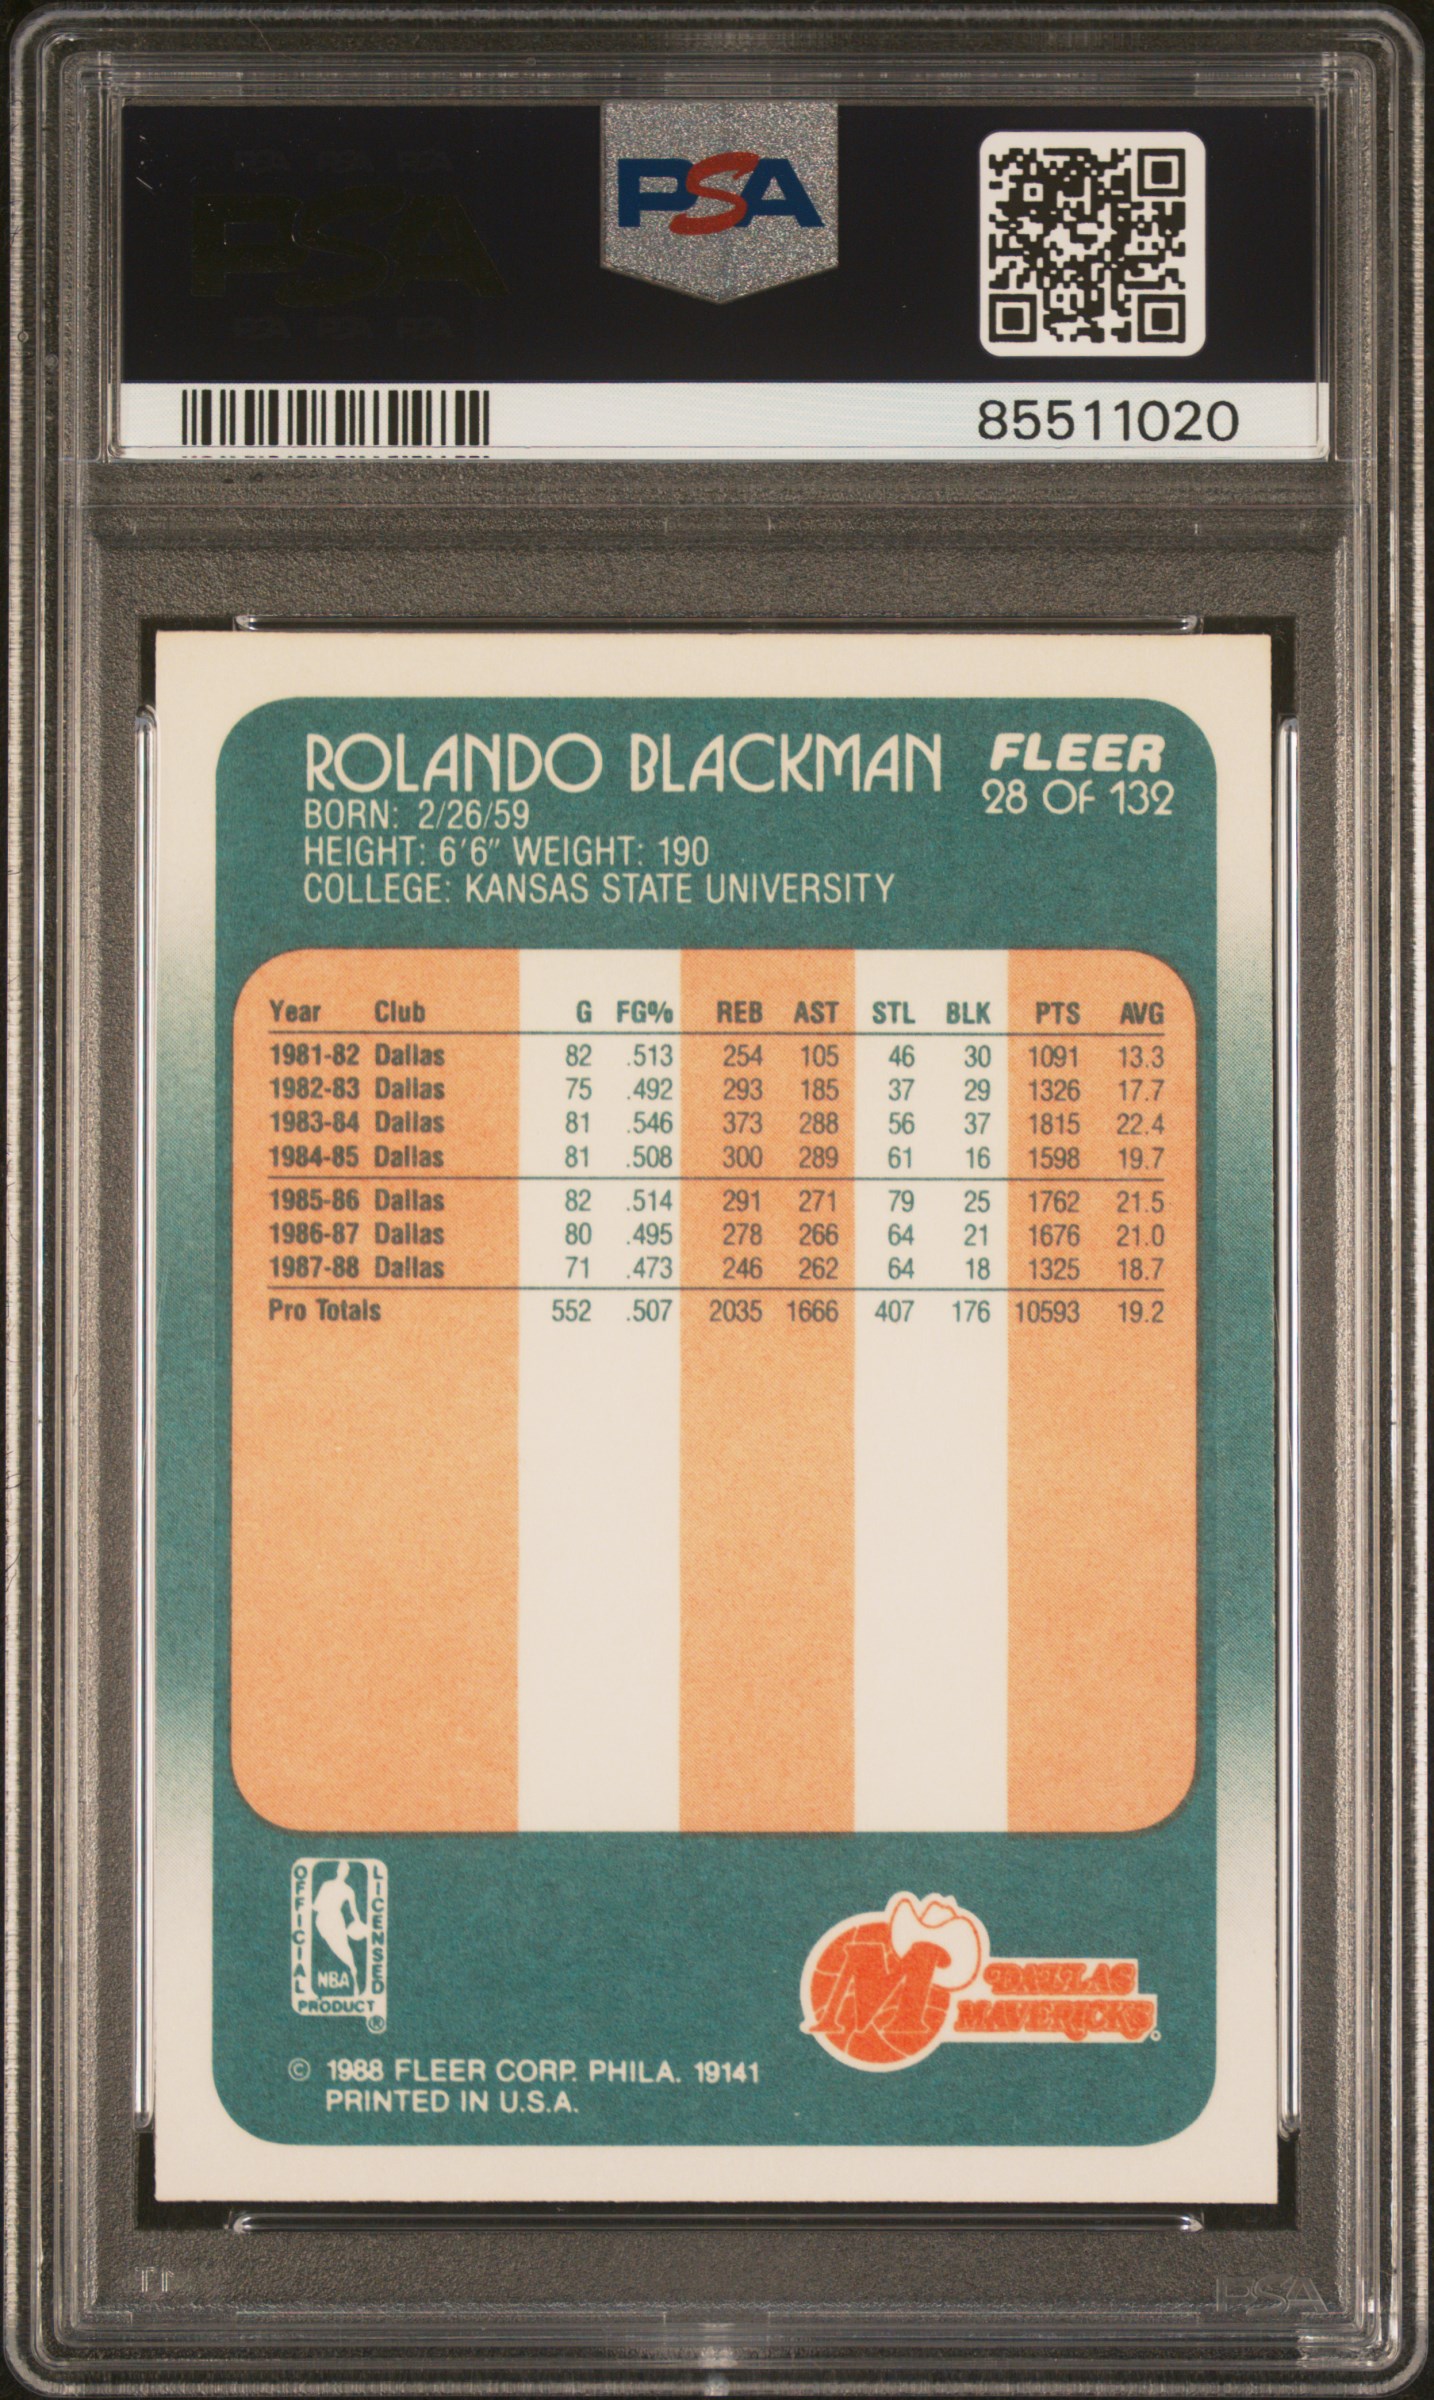 PSA
85511020
ROLANDO BLACKMAN FLEER
28 OF 132
BORN: 2/26/59
HEIGHT: 6'6" WEIGHT: 190
COLLEGE: KANSAS STATE UNIVERSITY
Year Club G FG% REB AST STL BLK PTS AVG
1981-82 Dallas 82 .513 254 105 46 30 1091 13.3
1982-83 Dallas 75 .492 293 185 37 29 1326 17.7
1983-84 Dallas 81 .546 373 288 56 37 1815 22.4
1984-85 Dallas 81 .508 300 289 61 16 1598 19.7
1985-86 Dallas 82 .514 291 271 79 25 1762 21.5
1986-87 Dallas 80 .495 278 266 64 21 1676 21.0
1987-88 Dallas 71 .473 246 262 64 18 1325 18.7
Pro Totals 552 .507 2035 1666 407 176 10593 19.2
OFFICIAL LICENSED
NBA
PRODUCT
®
M
DALLAS
MAVERICKS
© 1988 FLEER CORP. PHILA. 19141
PRINTED IN U.S.A.
PSA